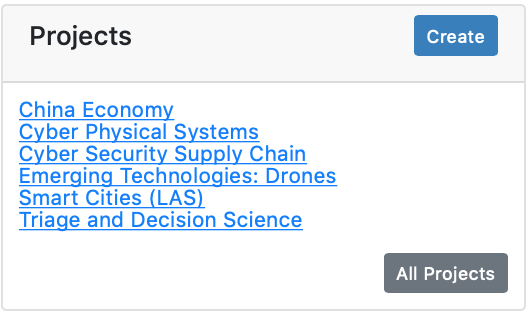 Projects
Create
China Economy
Cyber Physical Systems
Cyber Security Supply Chain
Emerging Technologies: Drones
Smart Cities (LAS)
Triage and Decision Science
All Projects